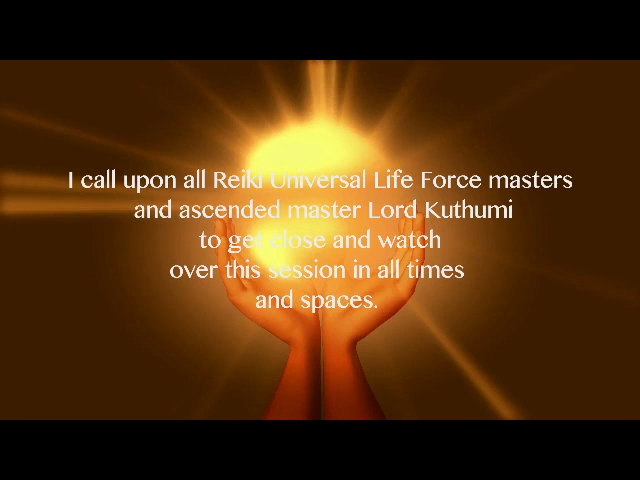 I call upon all Reiki Universal Life Force masters
and ascended master Lord Kuthumi
to get close and watch
over this session in all times
and spaces.